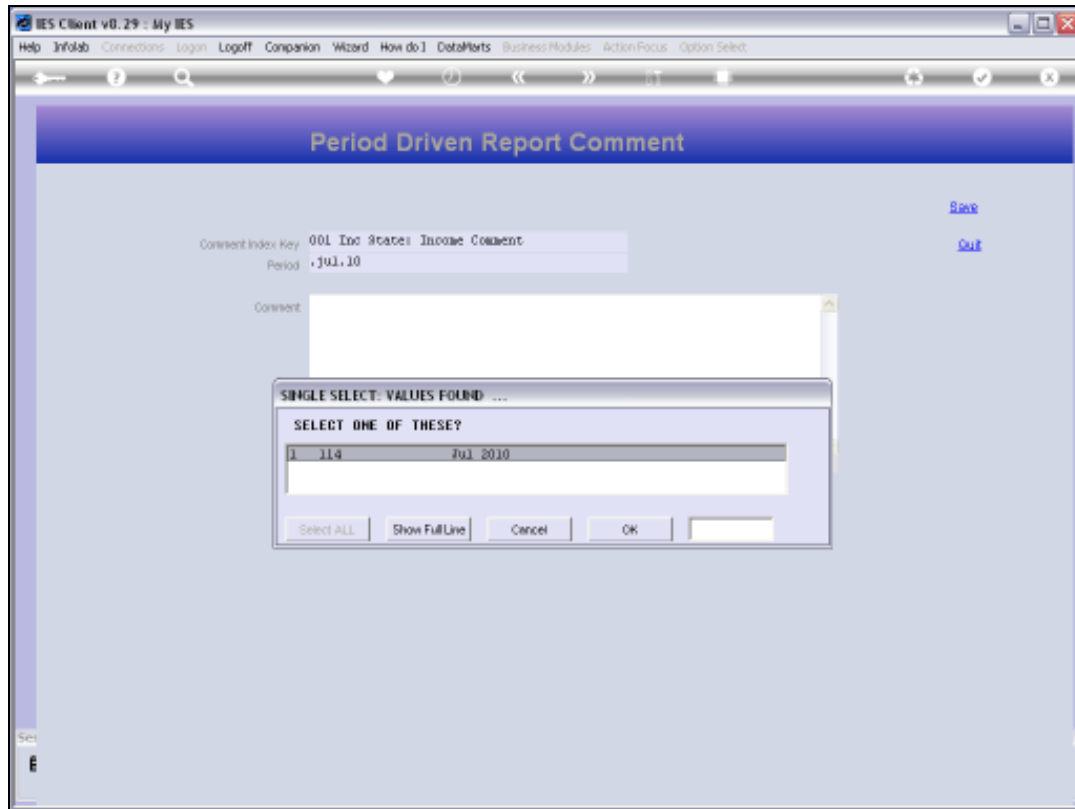 IES Client v8.29 : My IES
Help Infolab Connections Logon Logoff Companion Wizard How do I DataMarts Business Modules Action Focus Option Select
Period Driven Report Comment
Save
Comment Index Key 001 Inc State: Income Comment
Quit
Period .jul.10
Comment
SINGLE SELECT: VALUES FOUND ...
SELECT ONE OF THESE?
1 114 Jul 2010
Select ALL Show Full Line Cancel OK